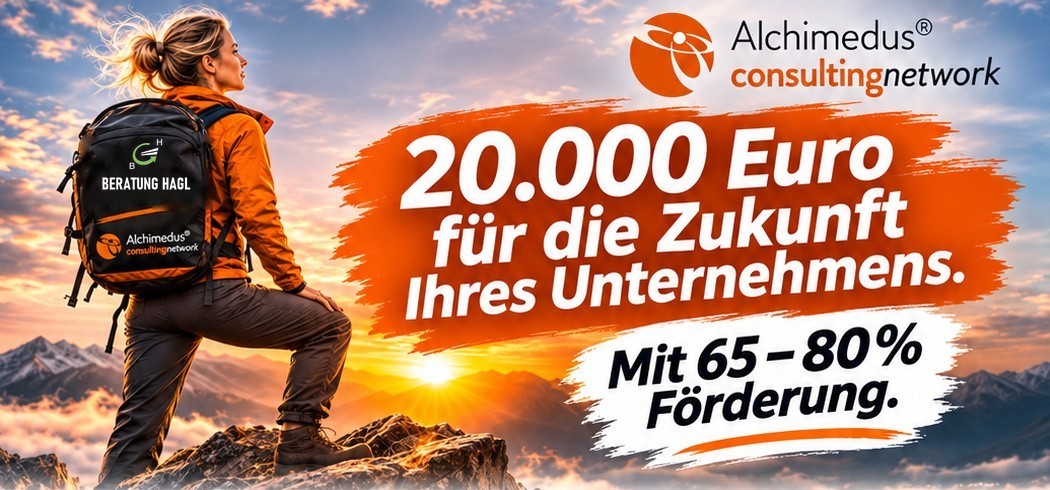 Alchimedus®
consultingnetwork
20.000 Euro
für die Zukunft
Ihres Unternehmens.
Mit 65 – 80 %
Förderung.
B H
BERATUNG HAGL
Alchimedus®
consultingnetwork